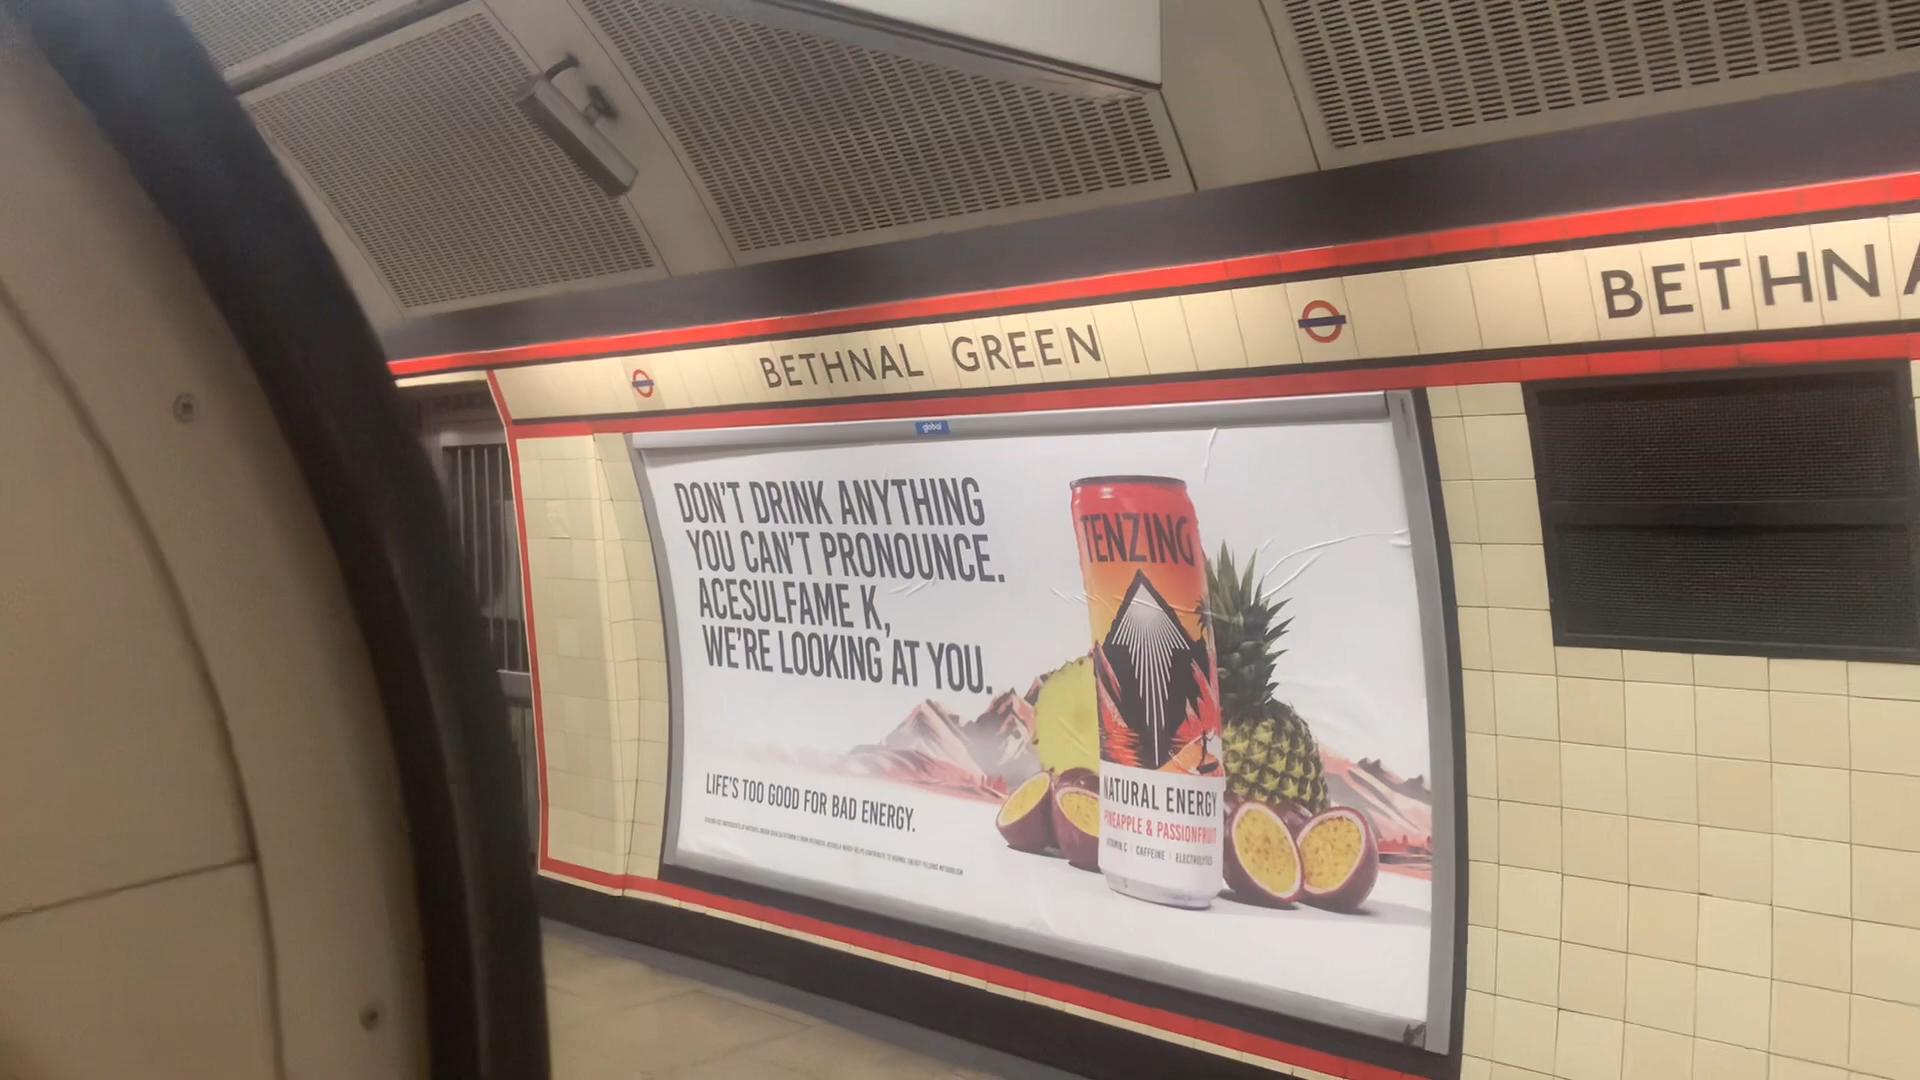 BETHNAL GREEN
BETHNA
global
DON'T DRINK ANYTHING
YOU CAN'T PRONOUNCE.
ACESULFAME K,
WE'RE LOOKING AT YOU.
LIFE'S TOO GOOD FOR BAD ENERGY.
TENZING
NATURAL ENERGY
PINEAPPLE & PASSIONFRUIT
VITAMIN C | CAFFEINE | ELECTROLYTES